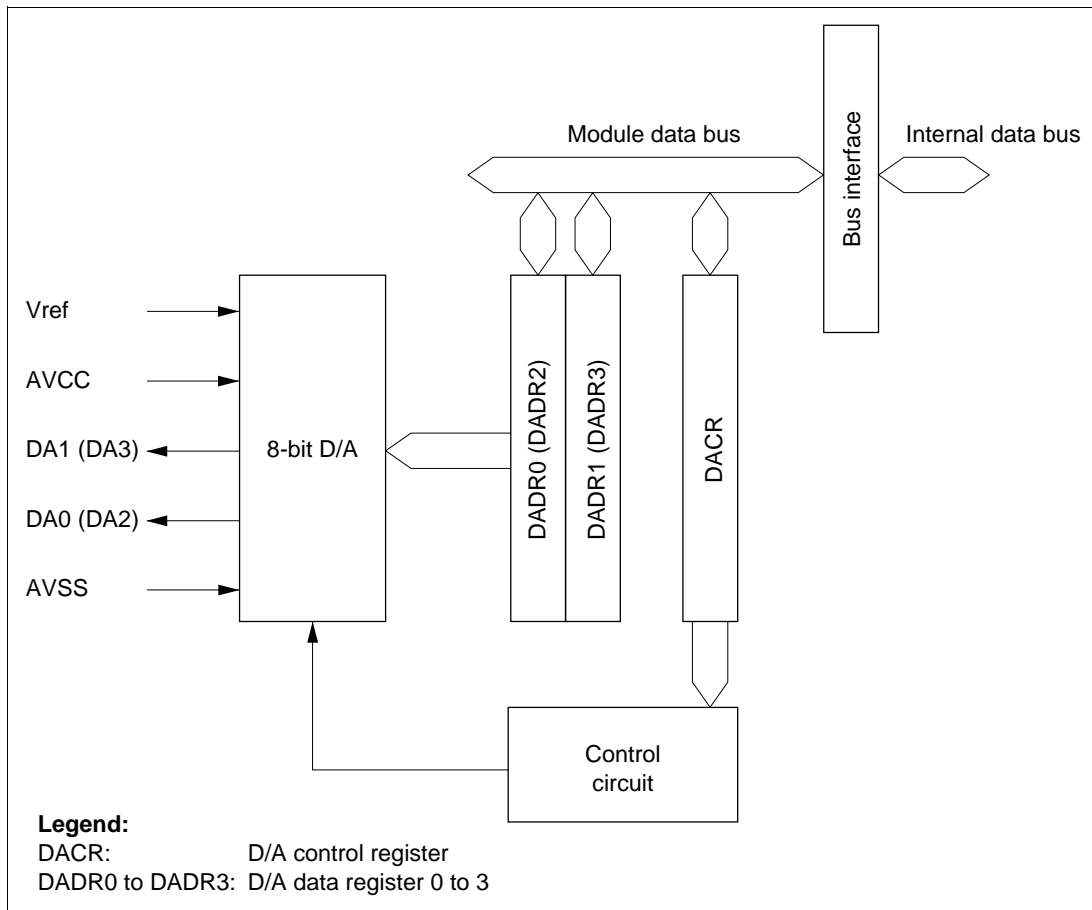 Module data bus
Internal data bus
Bus interface
Vref
AVCC
DA1 (DA3)
DA0 (DA2)
AVSS
8-bit D/A
DADR0 (DADR2)
DADR1 (DADR3)
DACR
Control
circuit
Legend:
DACR: D/A control register
DADR0 to DADR3: D/A data register 0 to 3